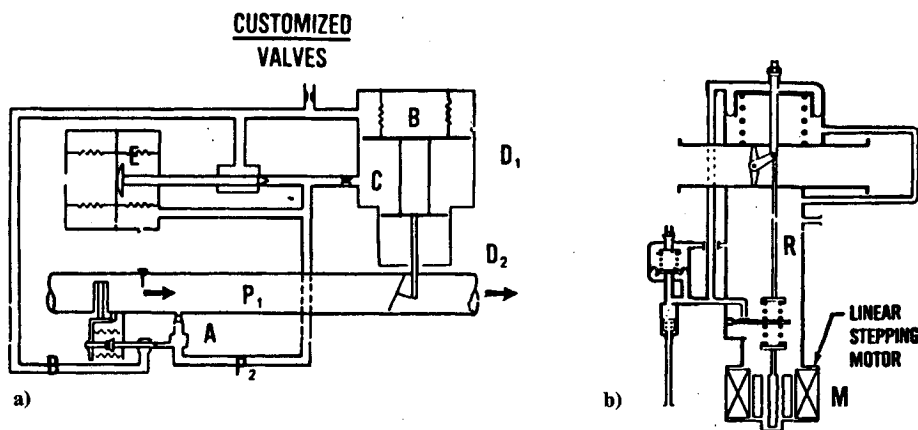 CUSTOMIZED
VALVES
B
E
C
D1
D2
T
P1
A
B
P2
a)
R
LINEAR
STEPPING
MOTOR
M
b)